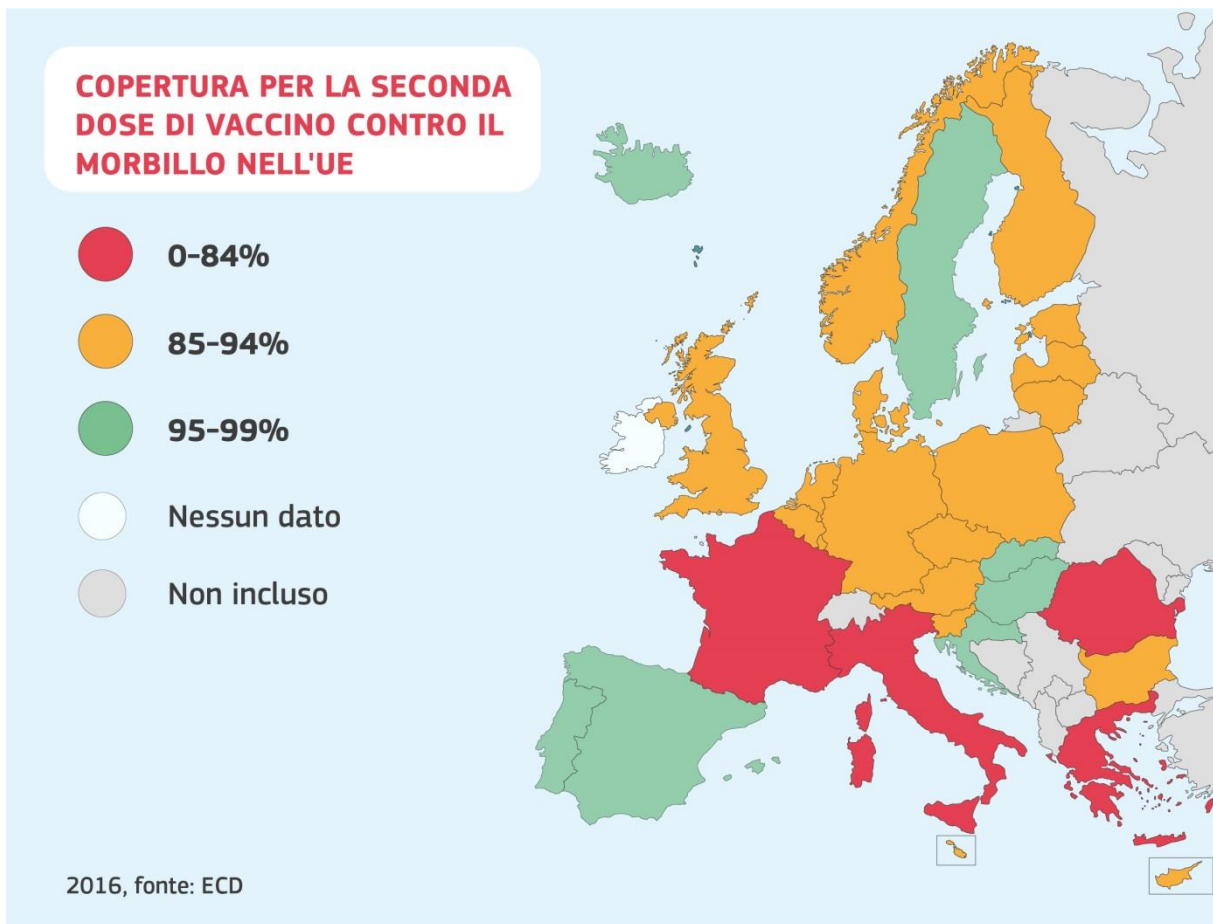 COPERTURA PER LA SECONDA
DOSE DI VACCINO CONTRO IL
MORBILLO NELL'UE
0-84%
85-94%
95-99%
Nessun dato
Non incluso
2016, fonte: ECD